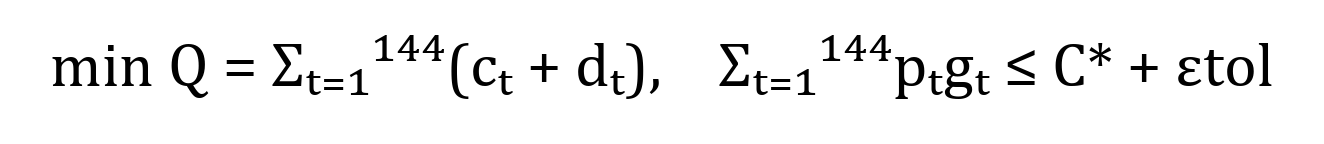 min Q = Σₜ₌₁¹⁴⁴(cₜ + dₜ), Σₜ₌₁¹⁴⁴pₜgₜ ≤ C* + εtol